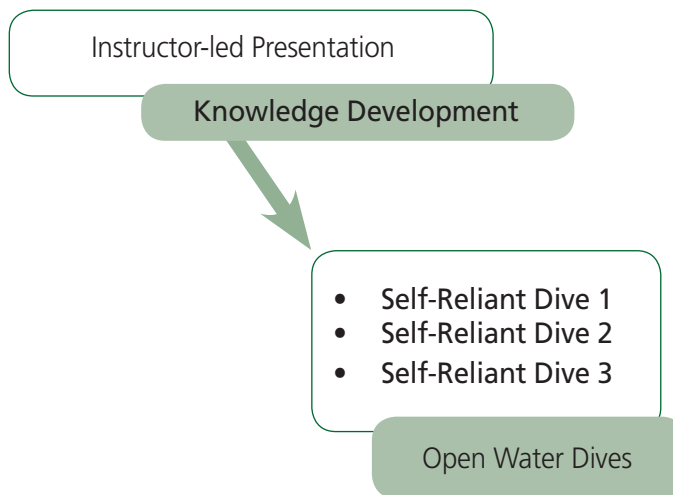 Instructor-led Presentation
Knowledge Development
• Self-Reliant Dive 1
• Self-Reliant Dive 2
• Self-Reliant Dive 3
Open Water Dives